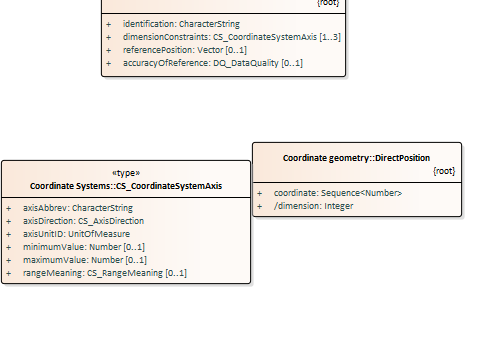 {root}
+ identification: CharacterString
+ dimensionConstraints: CS_CoordinateSystemAxis [1..3]
+ referencePosition: Vector [0..1]
+ accuracyOfReference: DQ_DataQuality [0..1]
«type»
Coordinate Systems::CS_CoordinateSystemAxis
+ axisAbbrev: CharacterString
+ axisDirection: CS_AxisDirection
+ axisUnitID: UnitOfMeasure
+ minimumValue: Number [0..1]
+ maximumValue: Number [0..1]
+ rangeMeaning: CS_RangeMeaning [0..1]
Coordinate geometry::DirectPosition
{root}
+ coordinate: Sequence<Number>
+ /dimension: Integer